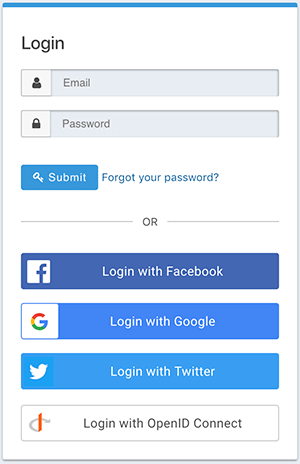 Login
Email
Password
Submit Forgot your password?
OR
Login with Facebook
Login with Google
Login with Twitter
Login with OpenID Connect